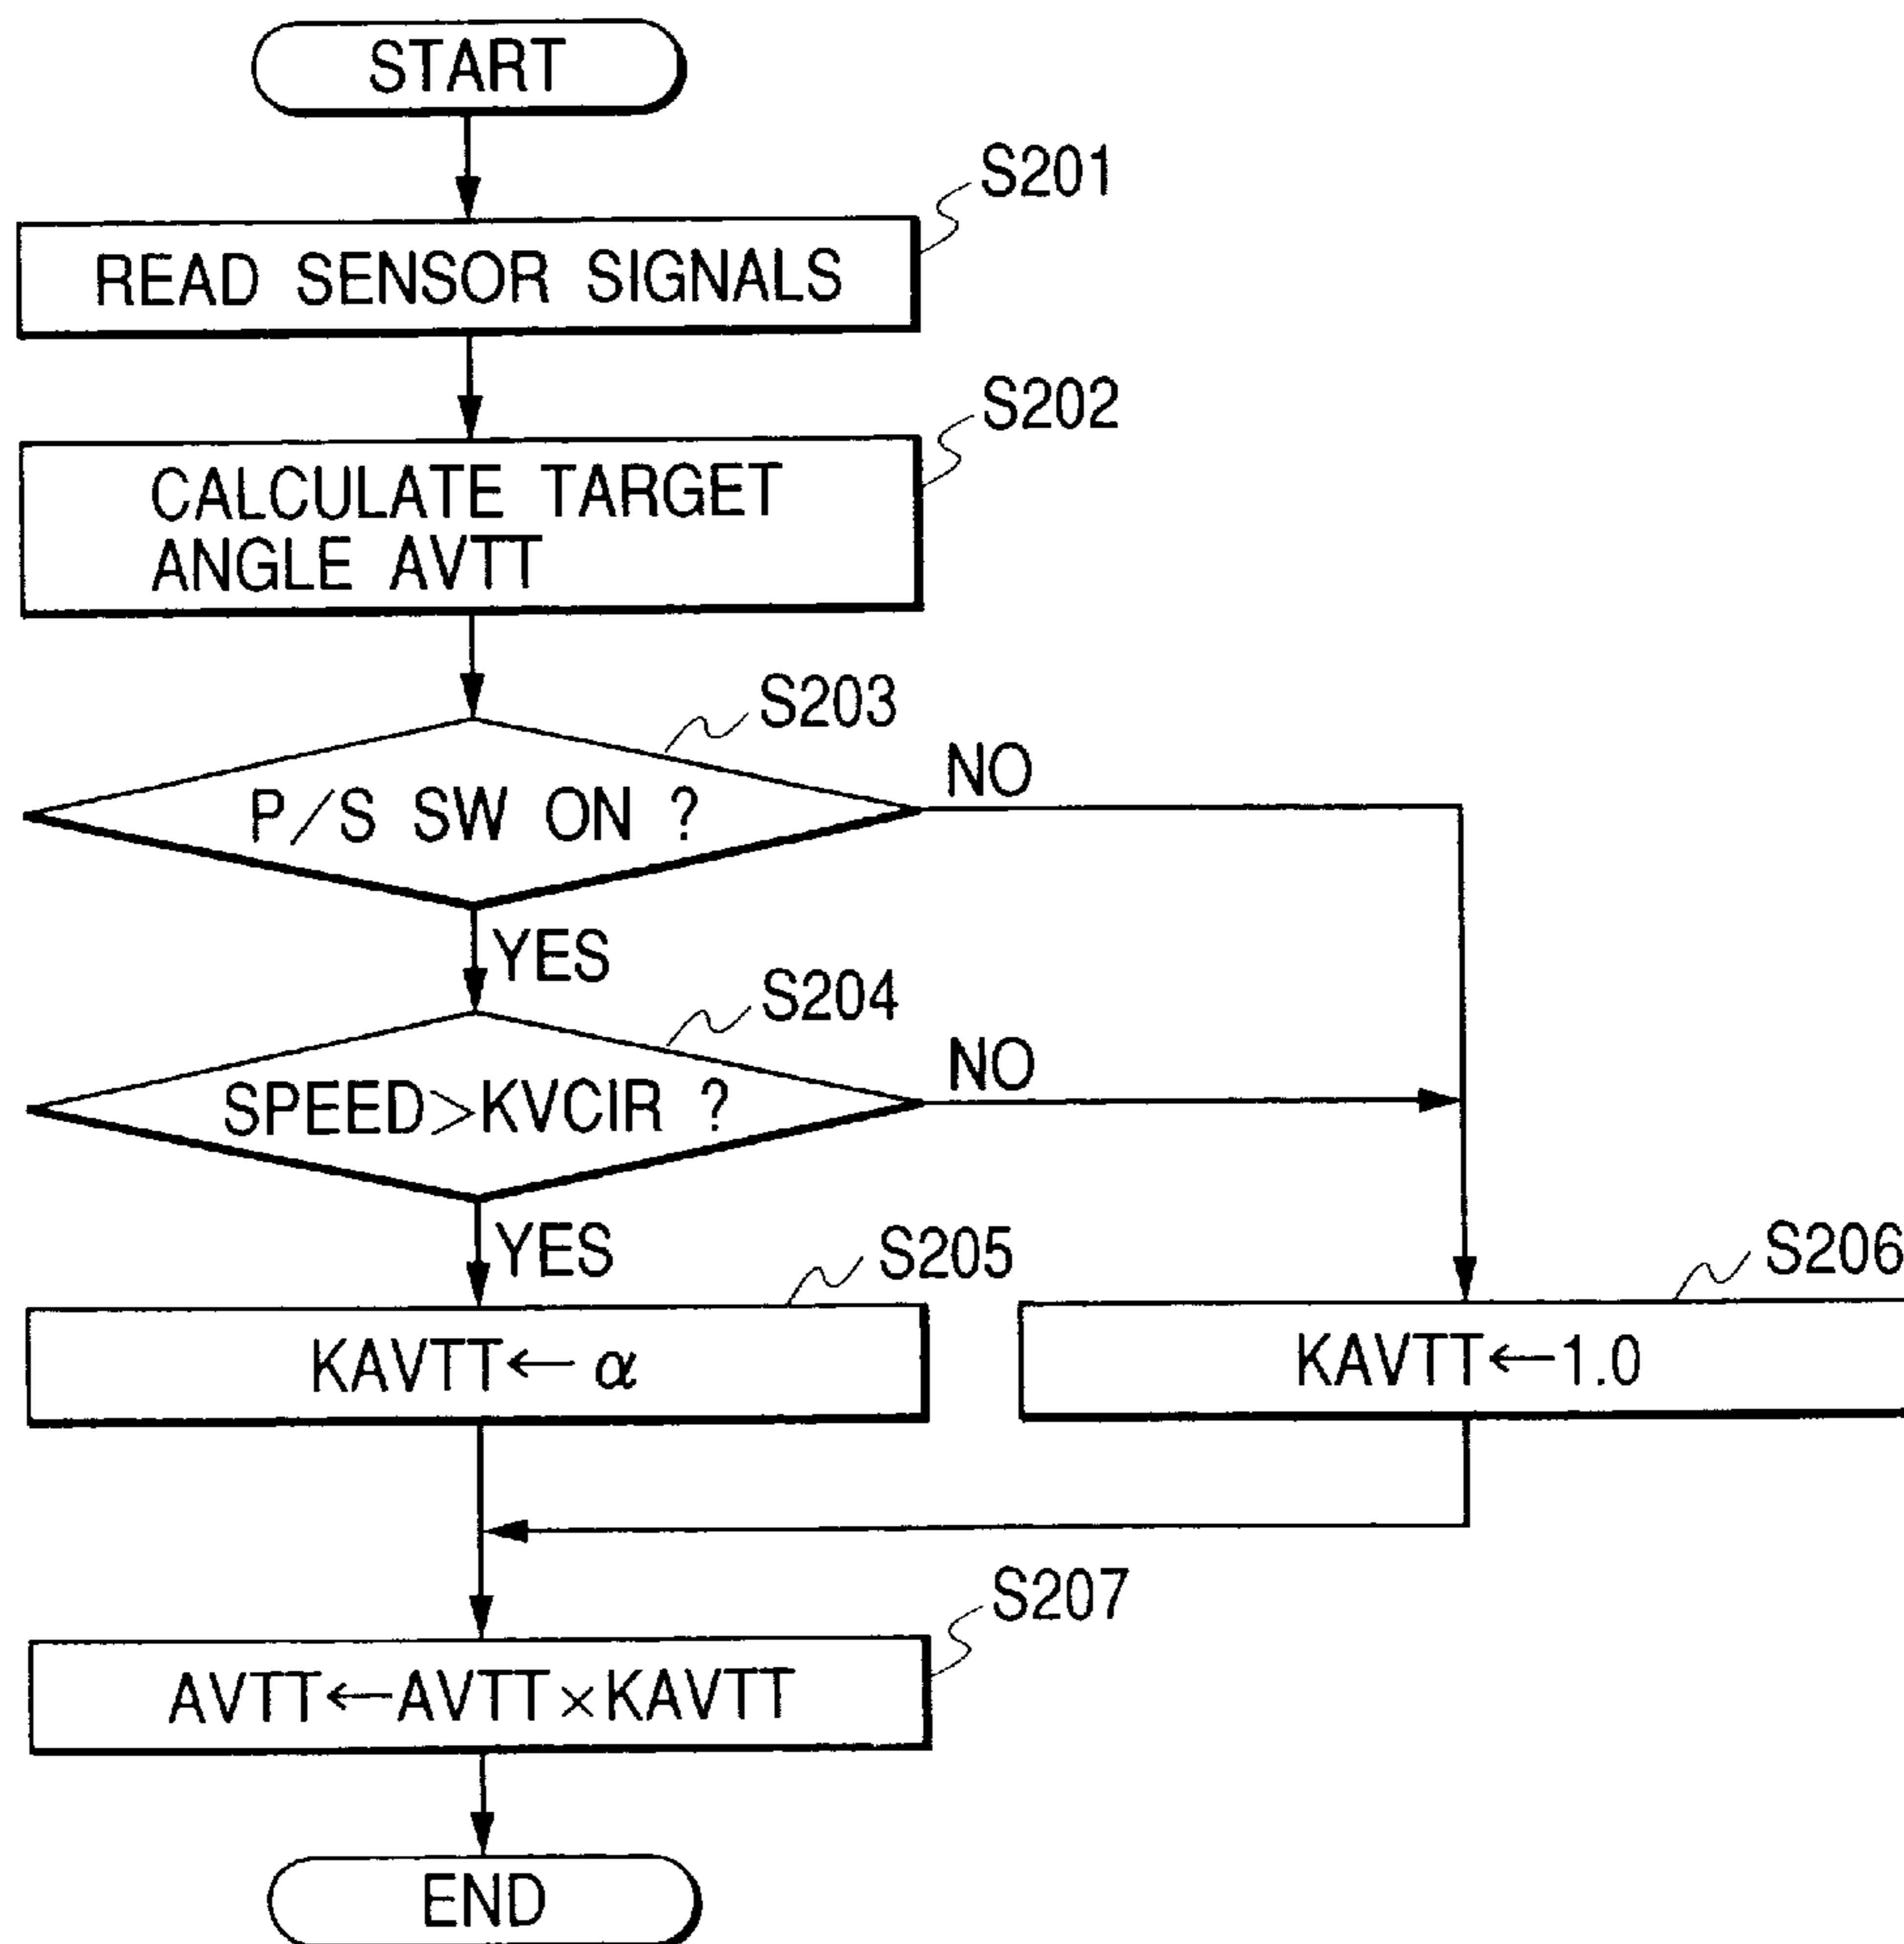 START
S201
READ SENSOR SIGNALS
S202
CALCULATE TARGET
ANGLE AVTT
S203
P/S SW ON ?
NO
YES
S204
SPEED>KVCIR ?
NO
YES
S205
KAVTT← α
S206
KAVTT←1.0
S207
AVTT←AVTT×KAVTT
END